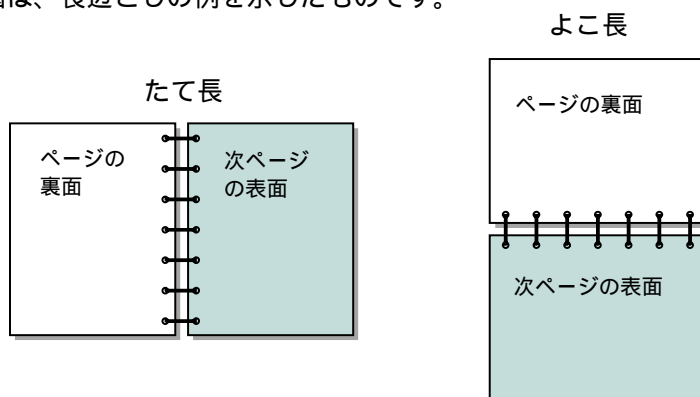 は、長辺とじの例を示したものです。
たて長
ページの
裏面
次ページ
の表面
よこ長
ページの裏面
次ページの表面